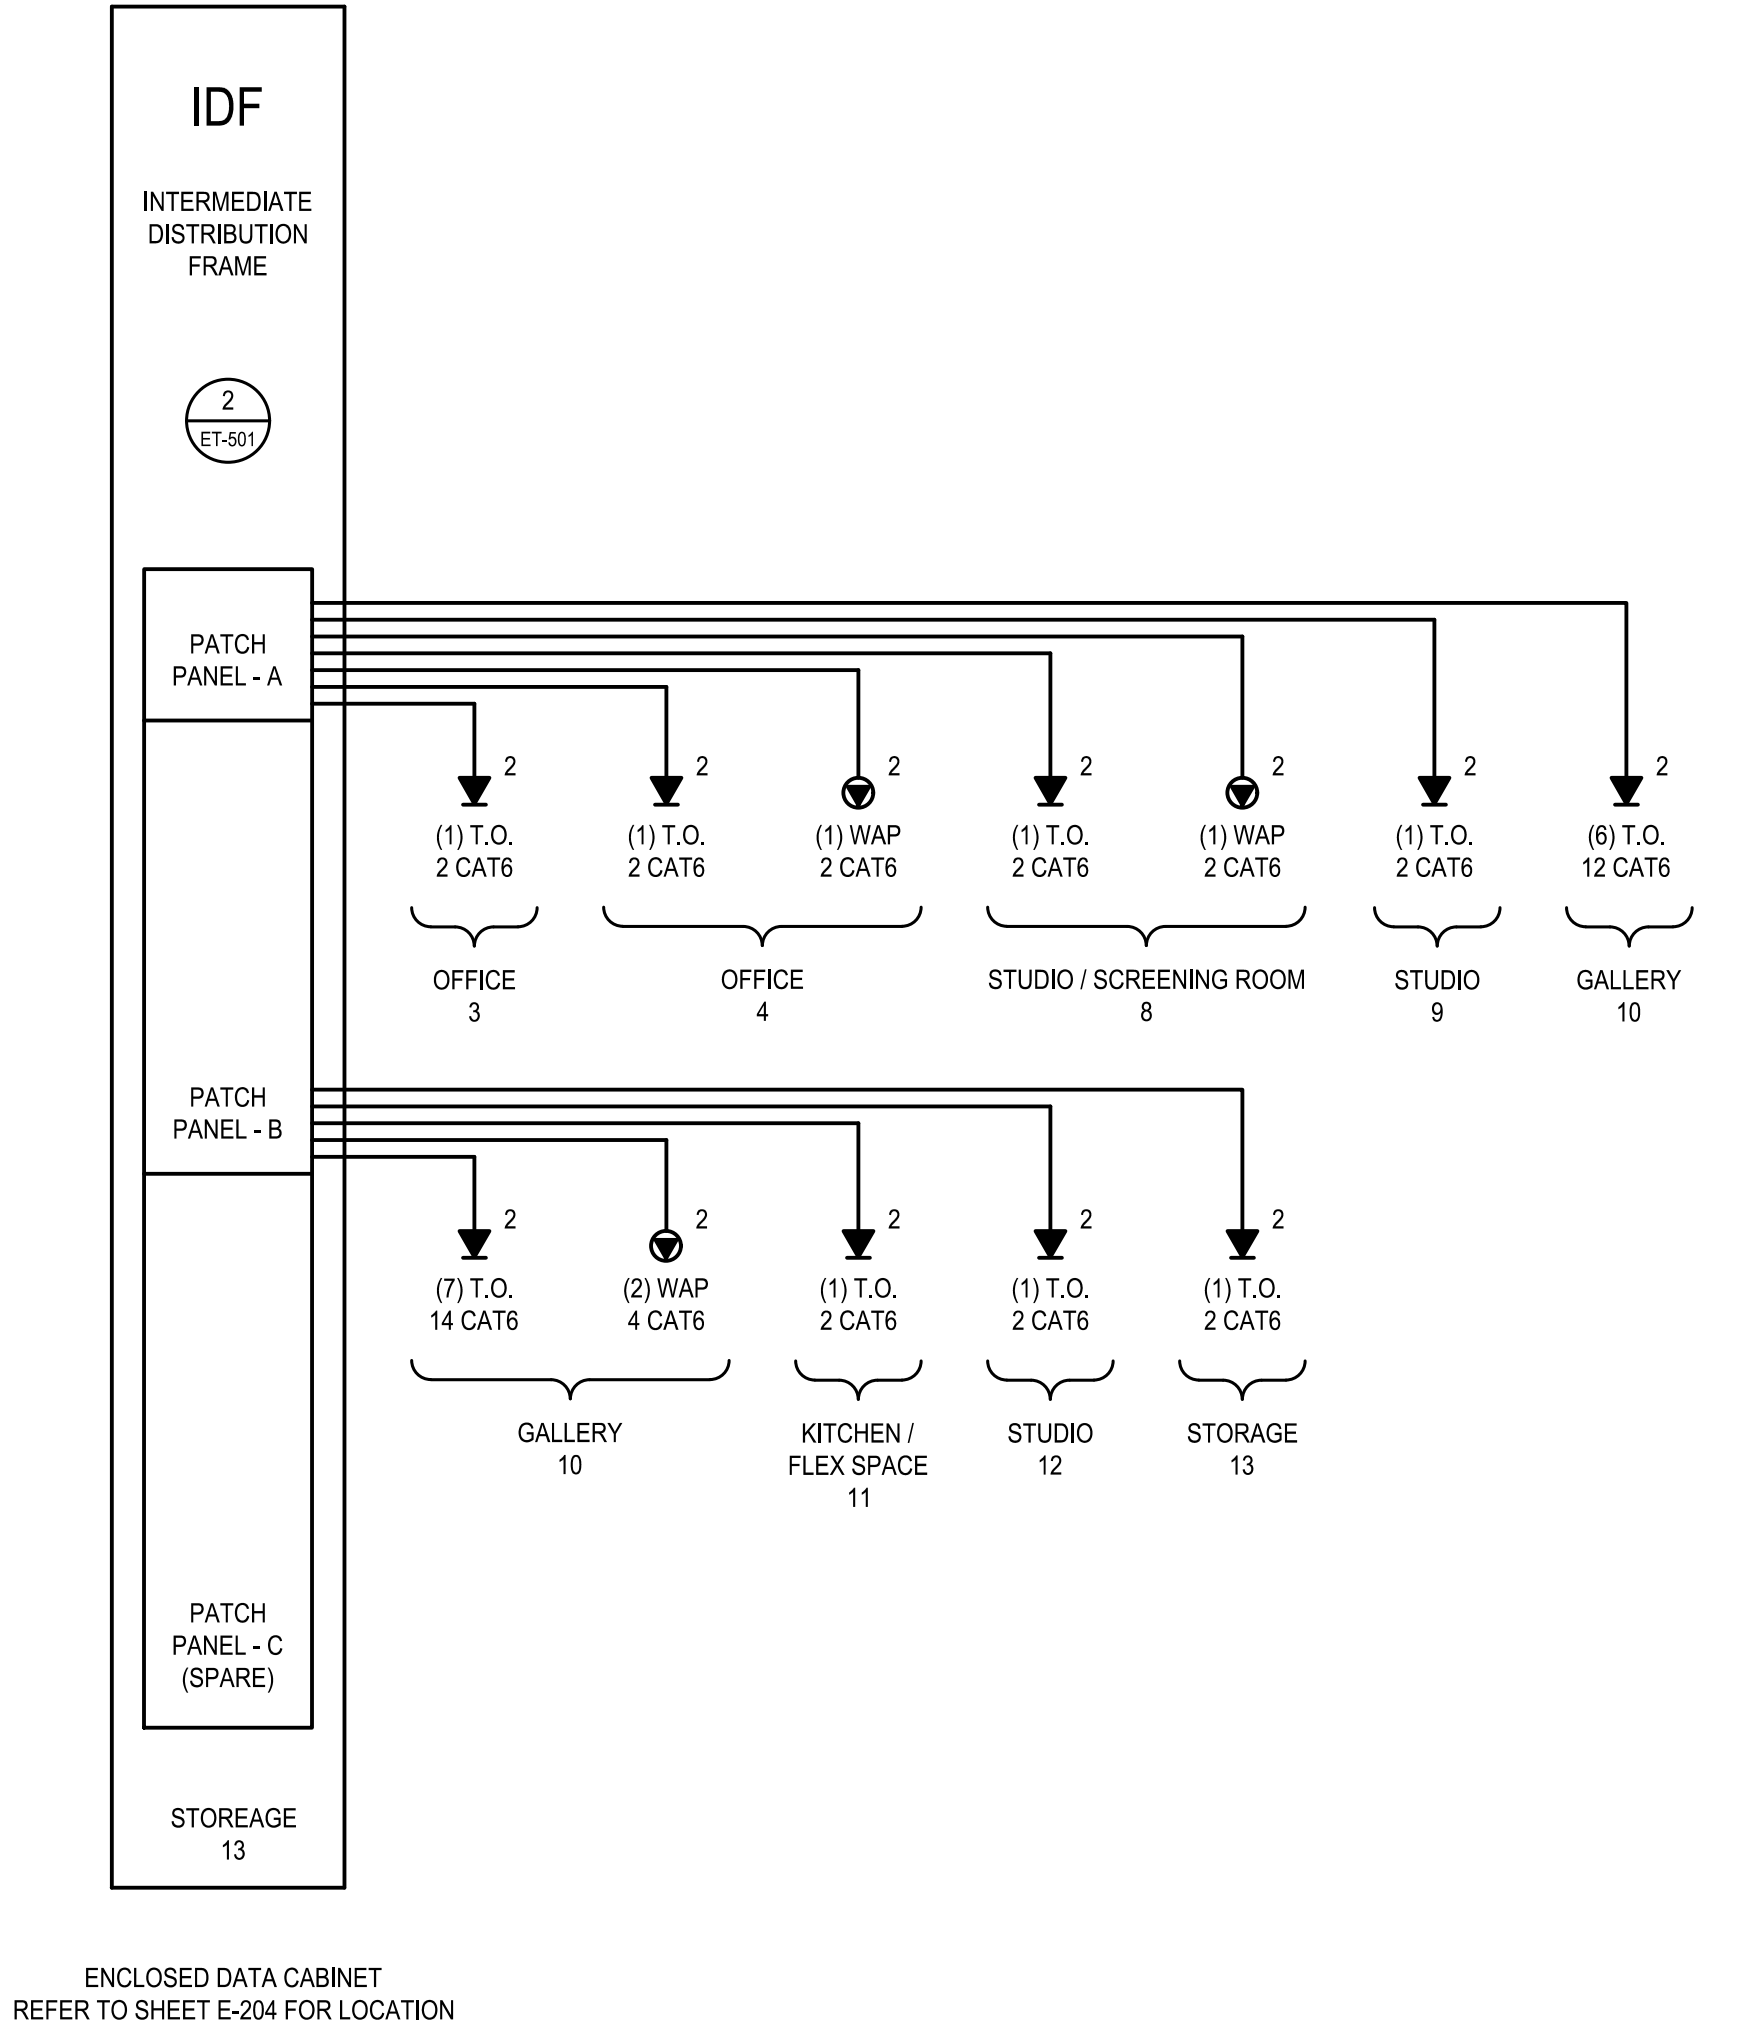 IDF
INTERMEDIATE
DISTRIBUTION
FRAME
2
ET-501
PATCH
PANEL - A
2
(1) T.O.
2 CAT6
2
(1) T.O.
2 CAT6
2
(1) WAP
2 CAT6
2
(1) T.O.
2 CAT6
2
(1) WAP
2 CAT6
2
(1) T.O.
2 CAT6
2
(6) T.O.
12 CAT6
OFFICE
3
OFFICE
4
STUDIO / SCREENING ROOM
8
STUDIO
9
GALLERY
10
PATCH
PANEL - B
2
(7) T.O.
14 CAT6
2
(2) WAP
4 CAT6
2
(1) T.O.
2 CAT6
2
(1) T.O.
2 CAT6
2
(1) T.O.
2 CAT6
GALLERY
10
KITCHEN /
FLEX SPACE
11
STUDIO
12
STORAGE
13
PATCH
PANEL - C
(SPARE)
STOREAGE
13
ENCLOSED DATA CABINET
REFER TO SHEET E-204 FOR LOCATION